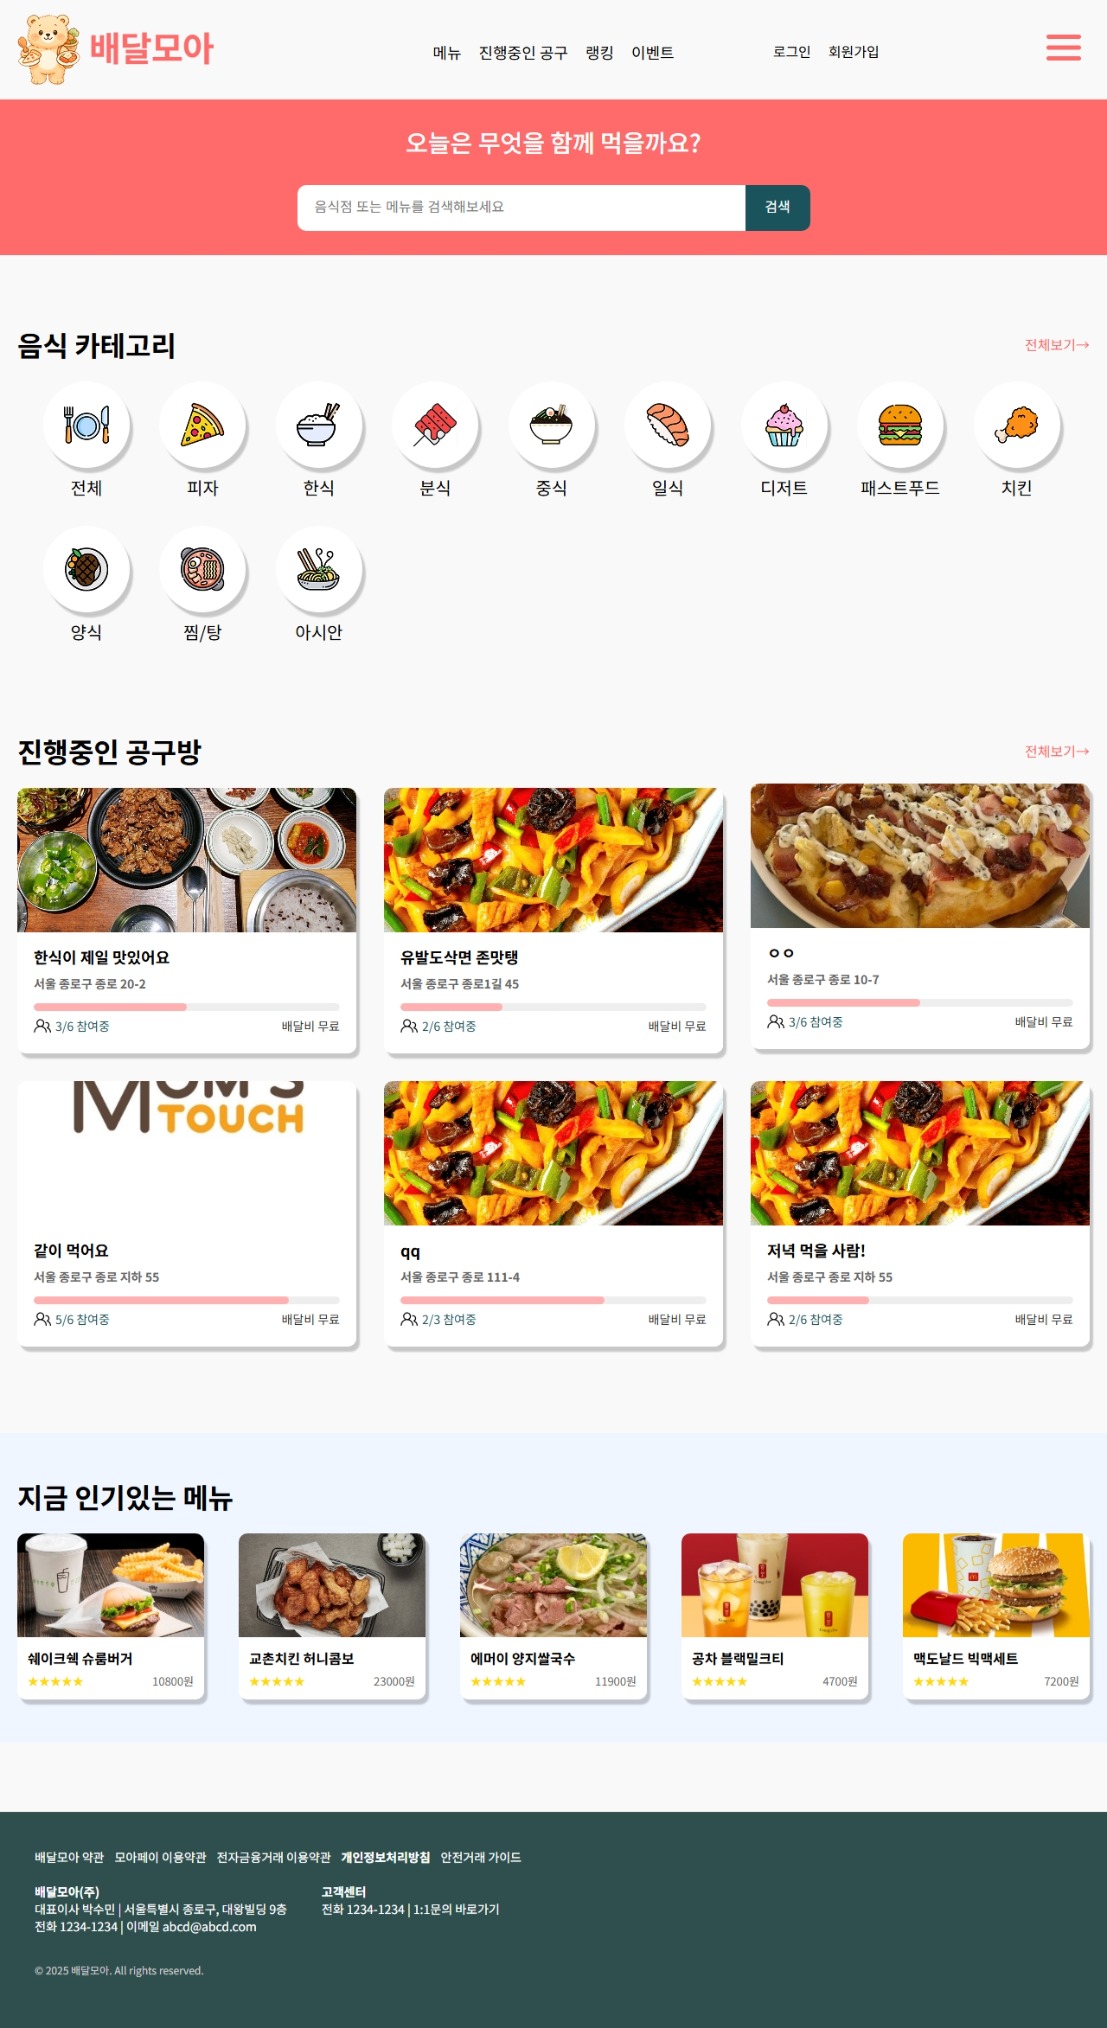 배달모아
메뉴 진행중인 공구 랭킹 이벤트
로그인 회원가입
오늘은 무엇을 함께 먹을까요?
음식점 또는 메뉴를 검색해보세요
검색
음식 카테고리
전체보기→
전체 피자 한식 분식 중식 일식 디저트 패스트푸드 치킨
양식 찜/탕 아시안
진행중인 공구방
전체보기→
한식이 제일 맛있어요
서울 종로구 종로 20-2
3/6 참여중 배달비 무료
유발도삭면 존맛탱
서울 종로구 종로1길 45
2/6 참여중 배달비 무료
ㅇㅇ
서울 종로구 종로 10-7
3/6 참여중 배달비 무료
MOM'S
TOUCH
같이 먹어요
서울 종로구 종로 지하 55
5/6 참여중 배달비 무료
qq
서울 종로구 종로 111-4
2/3 참여중 배달비 무료
저녁 먹을 사람!
서울 종로구 종로 지하 55
2/6 참여중 배달비 무료
지금 인기있는 메뉴
쉐이크쉑 슈룸버거
★★★★★ 10800원
교촌치킨 허니콤보
★★★★★ 23000원
에머이 양지쌀국수
★★★★★ 11900원
공차 블랙밀크티
★★★★★ 4700원
맥도날드 빅맥세트
★★★★★ 7200원
배달모아 약관 모아페이 이용약관 전자금융거래 이용약관 개인정보처리방침 안전거래 가이드
배달모아(주)
대표이사 박수민 | 서울특별시 종로구, 대왕빌딩 9층
전화 1234-1234 | 이메일 abcd@abcd.com
고객센터
전화 1234-1234 | 1:1문의 바로가기
© 2025 배달모아. All rights reserved.